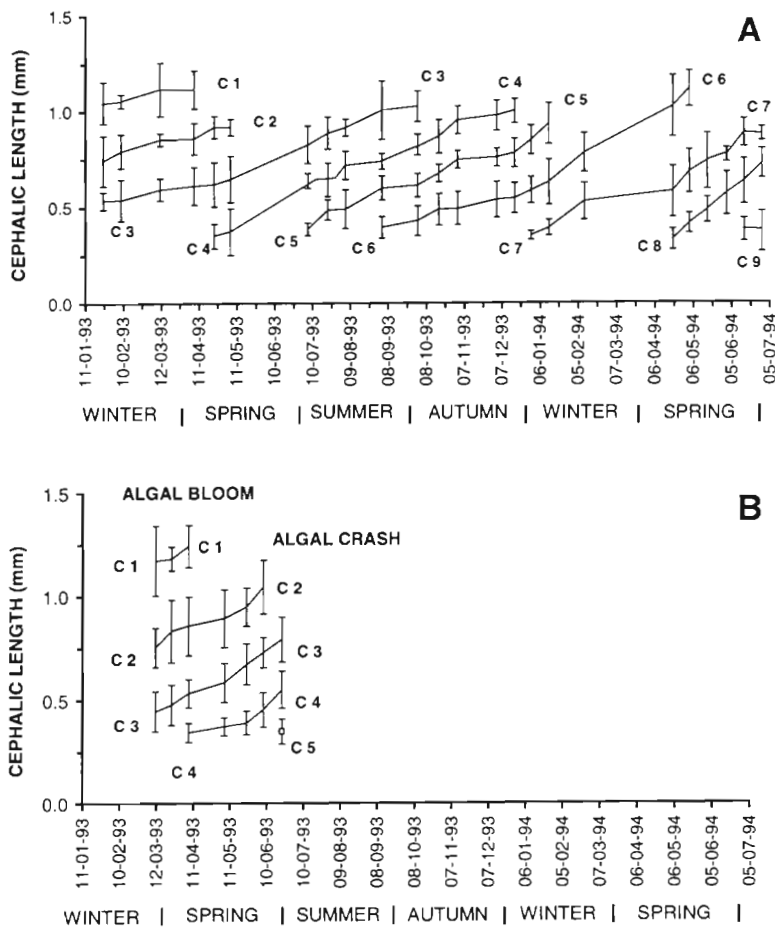 A
CEPHALIC LENGTH (mm)
1.5
1.0
0.5
0.0
C 1
C 2
C 3
C 3
C 4
C 4
C 5
C 5
C 6
C 6
C 7
C 7
C 8
C 9
11-01-93
10-02-93
12-03-93
11-04-93
11-05-93
10-06-93
10-07-93
09-08-93
08-09-93
08-10-93
07-11-93
07-12-93
06-01-94
05-02-94
07-03-94
06-04-94
06-05-94
05-06-94
05-07-94
WINTER | SPRING | SUMMER | AUTUMN | WINTER | SPRING |
B
CEPHALIC LENGTH (mm)
1.5
1.0
0.5
0.0
ALGAL BLOOM
ALGAL CRASH
C 1
C 1
C 2
C 2
C 3
C 3
C 4
C 4
C 5
11-01-93
10-02-93
12-03-93
11-04-93
11-05-93
10-06-93
10-07-93
09-08-93
08-09-93
08-10-93
07-11-93
07-12-93
06-01-94
05-02-94
07-03-94
06-04-94
06-05-94
05-06-94
05-07-94
WINTER | SPRING | SUMMER | AUTUMN | WINTER | SPRING |